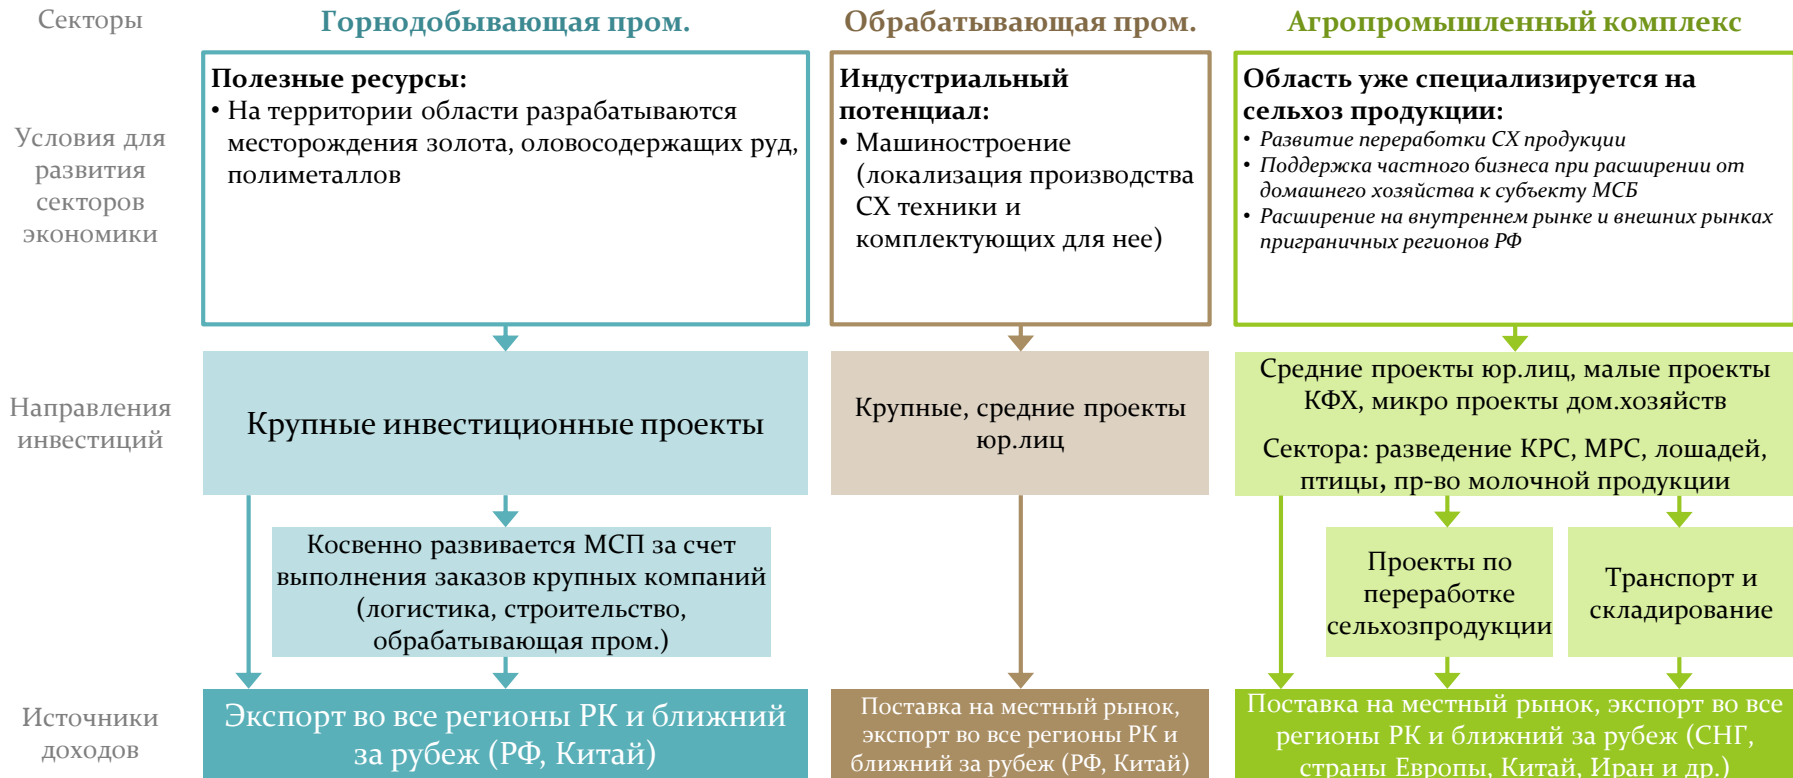 Секторы
Горнодобывающая пром.
Обрабатывающая пром.
Агропромышленный комплекс
Условия для
развития
секторов
экономики
Полезные ресурсы:
• На территории области разрабатываются
месторождения золота, оловосодержащих руд,
полиметаллов
Индустриальный
потенциал:
• Машиностроение
(локализация производства
СХ техники и
комплектующих для нее)
Область уже специализируется на
сельхоз продукции:
• Развитие переработки СХ продукции
• Поддержка частного бизнеса при расширении от
домашнего хозяйства к субъекту МСБ
• Расширение на внутреннем рынке и внешних рынках
приграничных регионов РФ
Направления
инвестиций
Крупные инвестиционные проекты
Крупные, средние проекты
юр.лиц
Средние проекты юр.лиц, малые проекты
КФХ, микро проекты дом.хозяйств
Сектора: разведение КРС, МРС, лошадей,
птицы, пр-во молочной продукции
Косвенно развивается МСП за счет
выполнения заказов крупных компаний
(логистика, строительство,
обрабатывающая пром.)
Проекты по
переработке
сельхозпродукции
Транспорт и
складирование
Источники
доходов
Экспорт во все регионы РК и ближний
за рубеж (РФ, Китай)
Поставка на местный рынок,
экспорт во все регионы РК и
ближний за рубеж (РФ, Китай)
Поставка на местный рынок, экспорт во все
регионы РК и ближний за рубеж (СНГ,
страны Европы, Китай, Иран и др.)